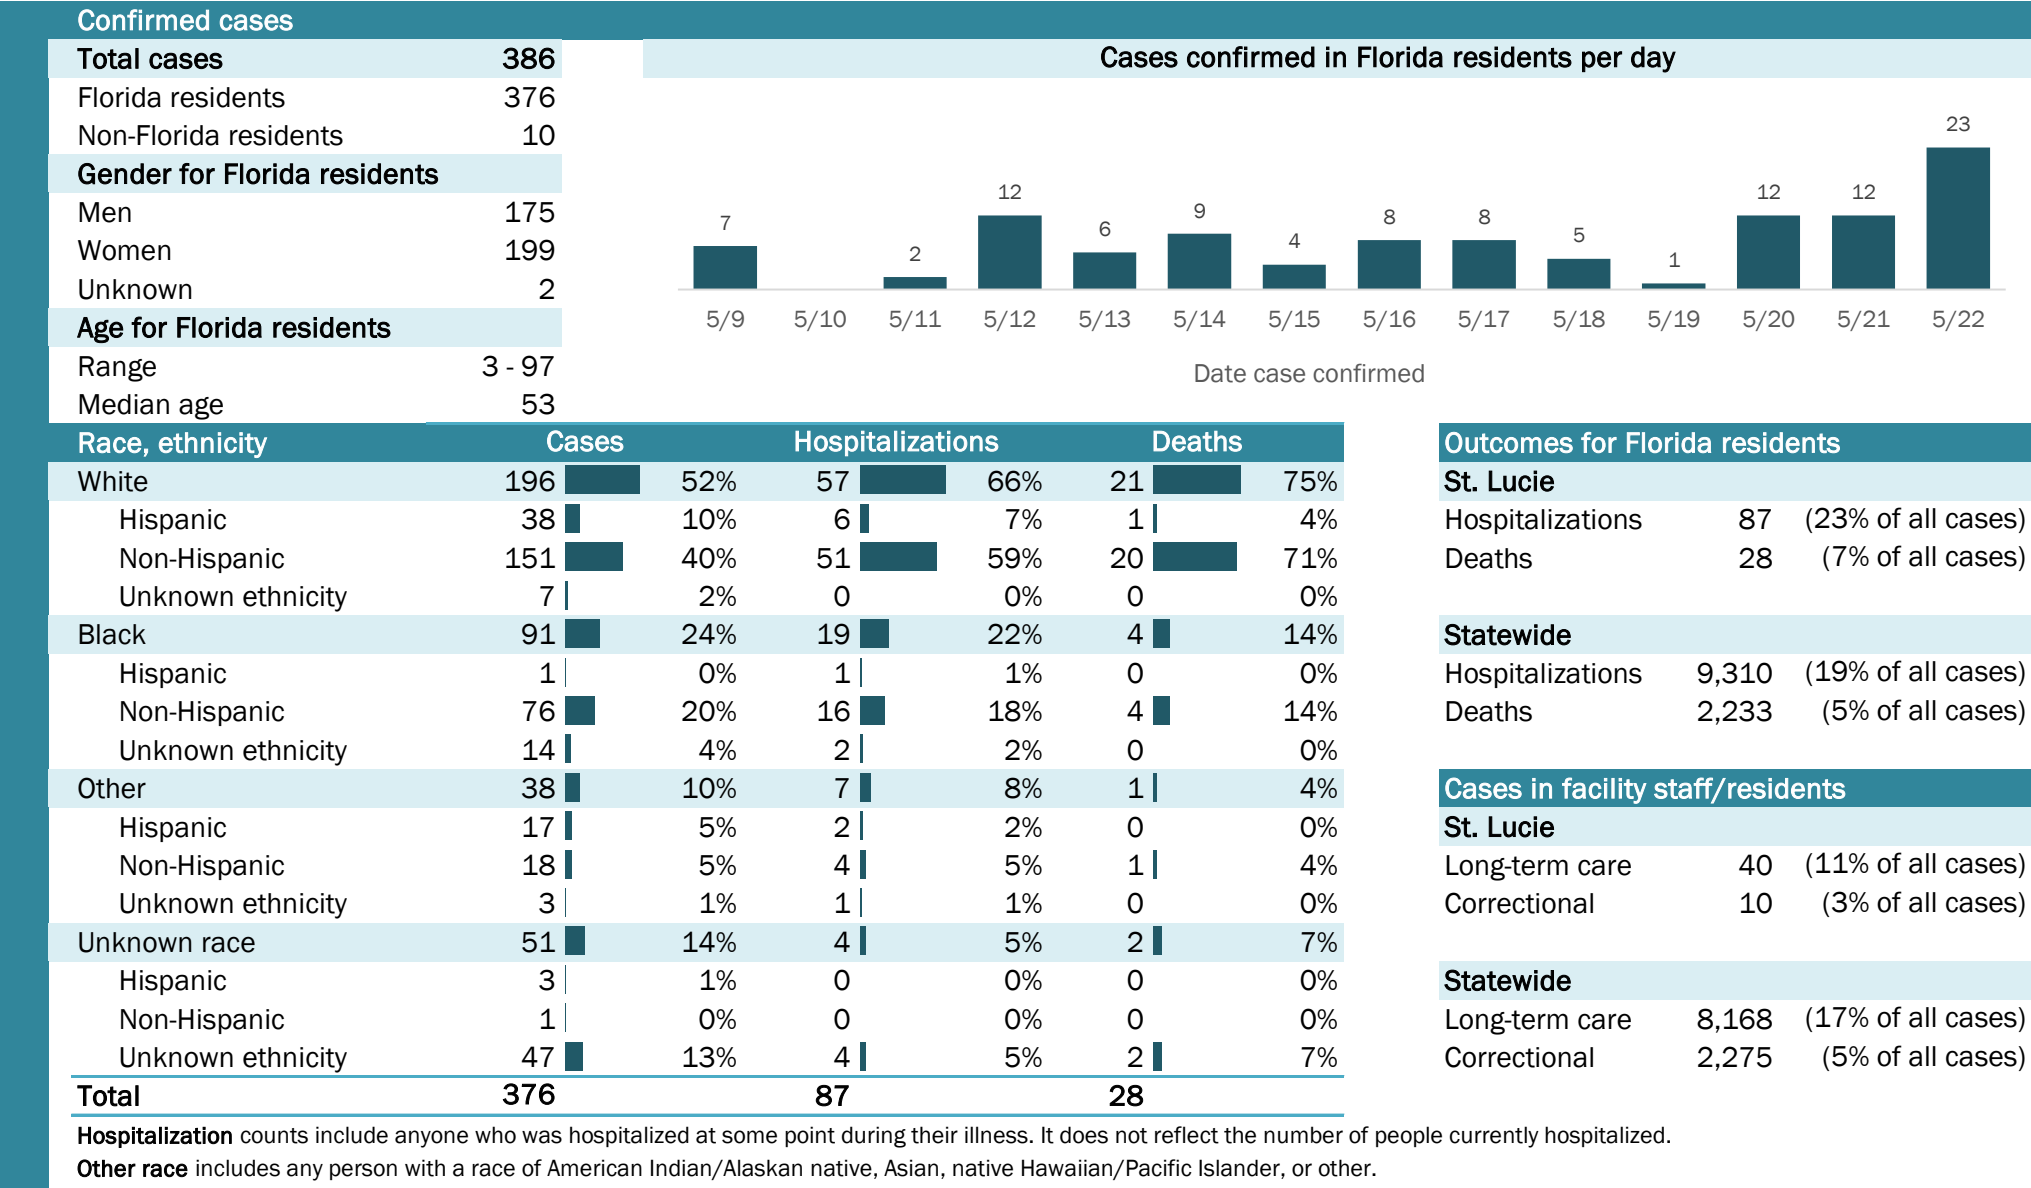 Confirmed cases
Total cases 386
Florida residents 376
Non-Florida residents 10
Gender for Florida residents
Men 175
Women 199
Unknown 2
Age for Florida residents
Range 3 - 97
Median age 53
Cases confirmed in Florida residents per day
7 2 12 6 9 4 8 8 5 1 12 12 23
5/9 5/10 5/11 5/12 5/13 5/14 5/15 5/16 5/17 5/18 5/19 5/20 5/21 5/22
Date case confirmed
Race, ethnicity Cases Hospitalizations Deaths
White 196 52% 57 66% 21 75%
Hispanic 38 10% 6 7% 1 4%
Non-Hispanic 151 40% 51 59% 20 71%
Unknown ethnicity 7 2% 0 0% 0 0%
Black 91 24% 19 22% 4 14%
Hispanic 1 0% 1 1% 0 0%
Non-Hispanic 76 20% 16 18% 4 14%
Unknown ethnicity 14 4% 2 2% 0 0%
Other 38 10% 7 8% 1 4%
Hispanic 17 5% 2 2% 0 0%
Non-Hispanic 18 5% 4 5% 1 4%
Unknown ethnicity 3 1% 1 1% 0 0%
Unknown race 51 14% 4 5% 2 7%
Hispanic 3 1% 0 0% 0 0%
Non-Hispanic 1 0% 0 0% 0 0%
Unknown ethnicity 47 13% 4 5% 2 7%
Total 376 87 28
Outcomes for Florida residents
St. Lucie
Hospitalizations 87 (23% of all cases)
Deaths 28 (7% of all cases)
Statewide
Hospitalizations 9,310 (19% of all cases)
Deaths 2,233 (5% of all cases)
Cases in facility staff/residents
St. Lucie
Long-term care 40 (11% of all cases)
Correctional 10 (3% of all cases)
Statewide
Long-term care 8,168 (17% of all cases)
Correctional 2,275 (5% of all cases)
Hospitalization counts include anyone who was hospitalized at some point during their illness. It does not reflect the number of people currently hospitalized.
Other race includes any person with a race of American Indian/Alaskan native, Asian, native Hawaiian/Pacific Islander, or other.